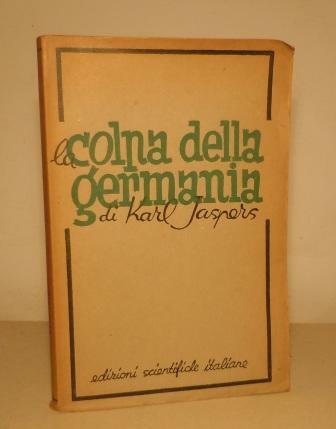 la colpa della
germania
di Karl Jaspers
edizioni scientifiche italiane